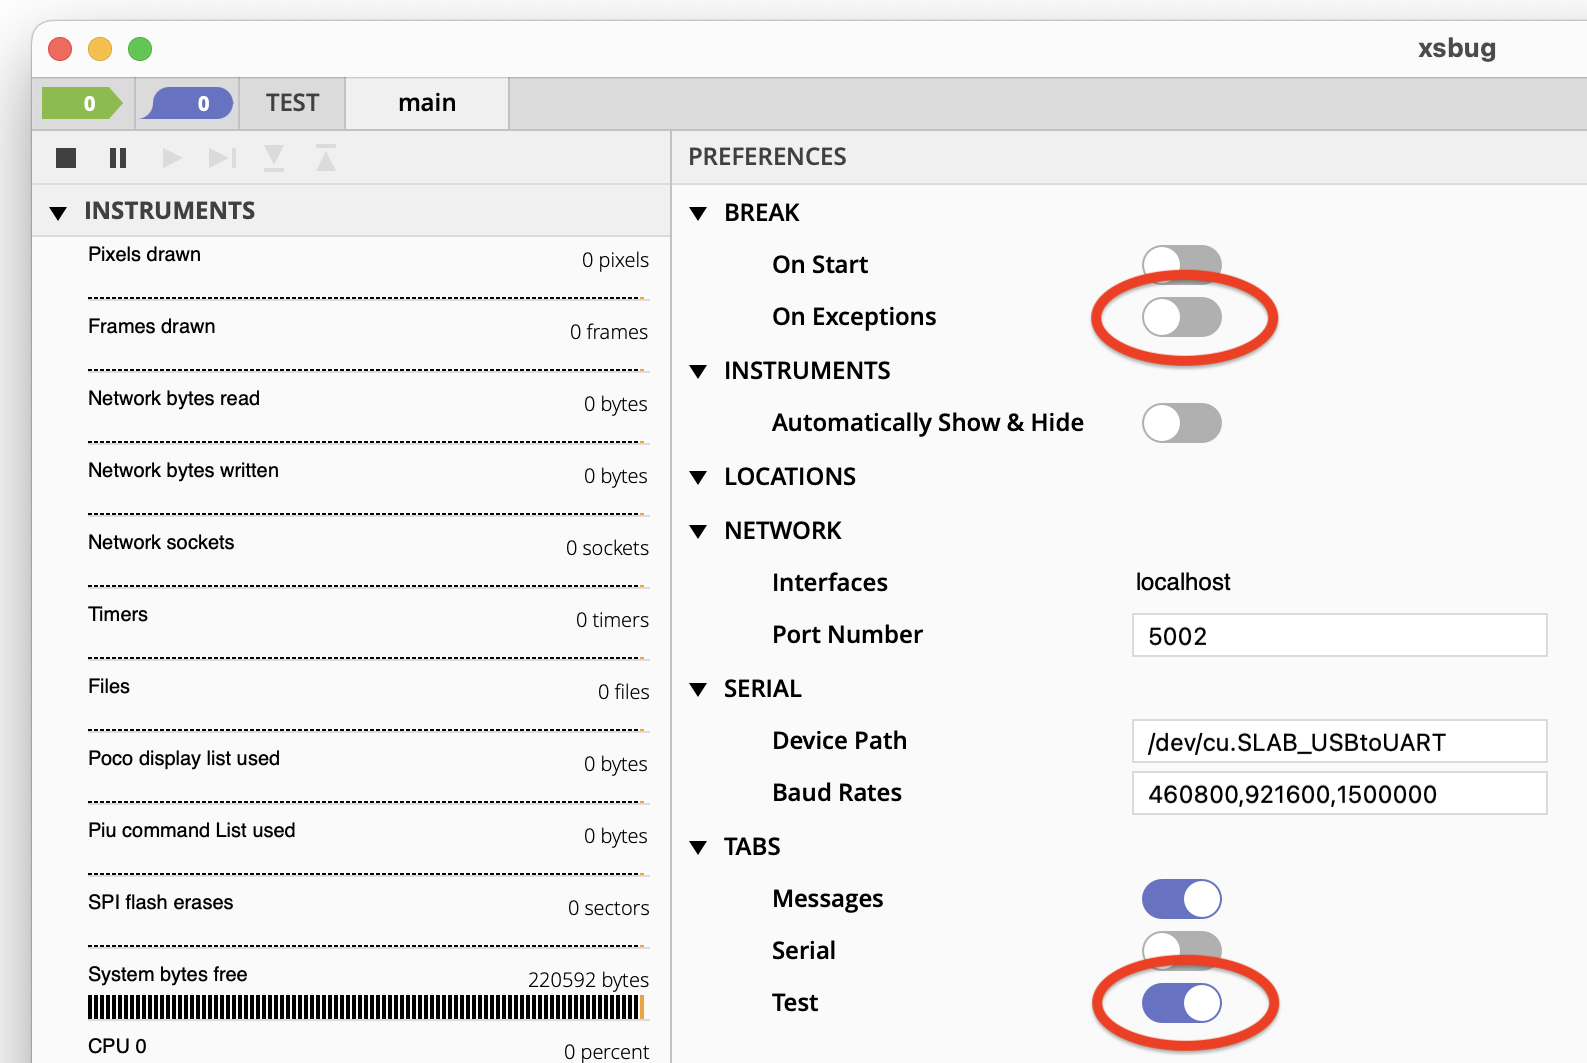 xsbug
0
0
TEST
main
PREFERENCES
INSTRUMENTS
Pixels drawn
0 pixels
Frames drawn
0 frames
Network bytes read
0 bytes
Network bytes written
0 bytes
Network sockets
0 sockets
Timers
0 timers
Files
0 files
Poco display list used
0 bytes
Piu command List used
0 bytes
SPI flash erases
0 sectors
System bytes free
220592 bytes
CPU 0
0 percent
BREAK
On Start
On Exceptions
INSTRUMENTS
Automatically Show & Hide
LOCATIONS
NETWORK
Interfaces
localhost
Port Number
5002
SERIAL
Device Path
/dev/cu.SLAB_USBtoUART
Baud Rates
460800,921600,1500000
TABS
Messages
Serial
Test